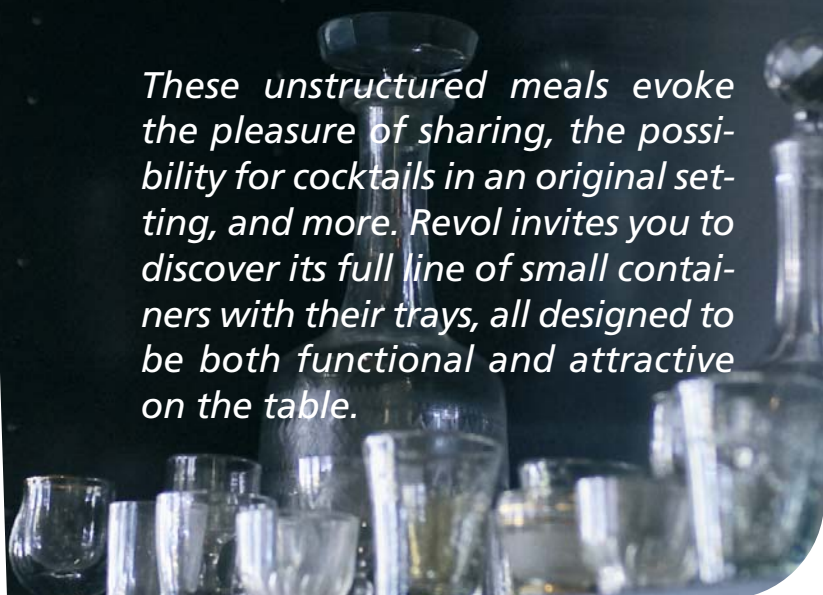 These unstructured meals evoke
the pleasure of sharing, the possi-
bility for cocktails in an original set-
ting, and more. Revol invites you to
discover its full line of small contai-
ners with their trays, all designed to
be both functional and attractive
on the table.